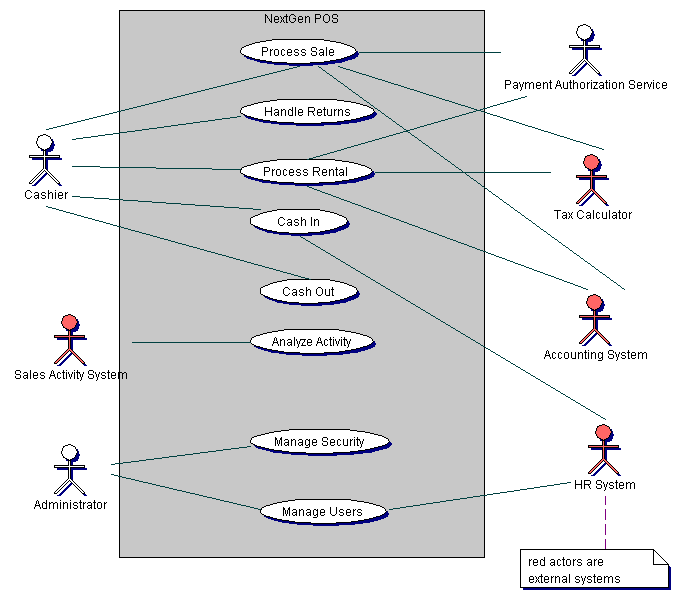 NextGen POS
Process Sale
Payment Authorization Service
Handle Returns
Cashier
Process Rental
Tax Calculator
Cash In
Cash Out
Sales Activity System
Analyze Activity
Accounting System
Manage Security
Administrator
Manage Users
HR System
red actors are
external systems